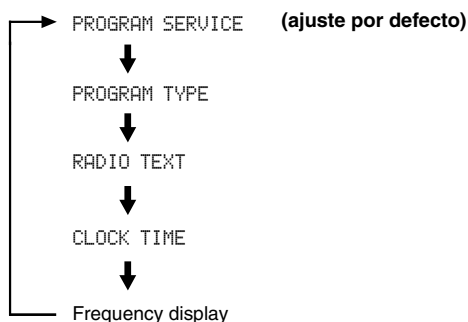 PROGRAM SERVICE (ajuste por defecto)
PROGRAM TYPE
RADIO TEXT
CLOCK TIME
Frequency display